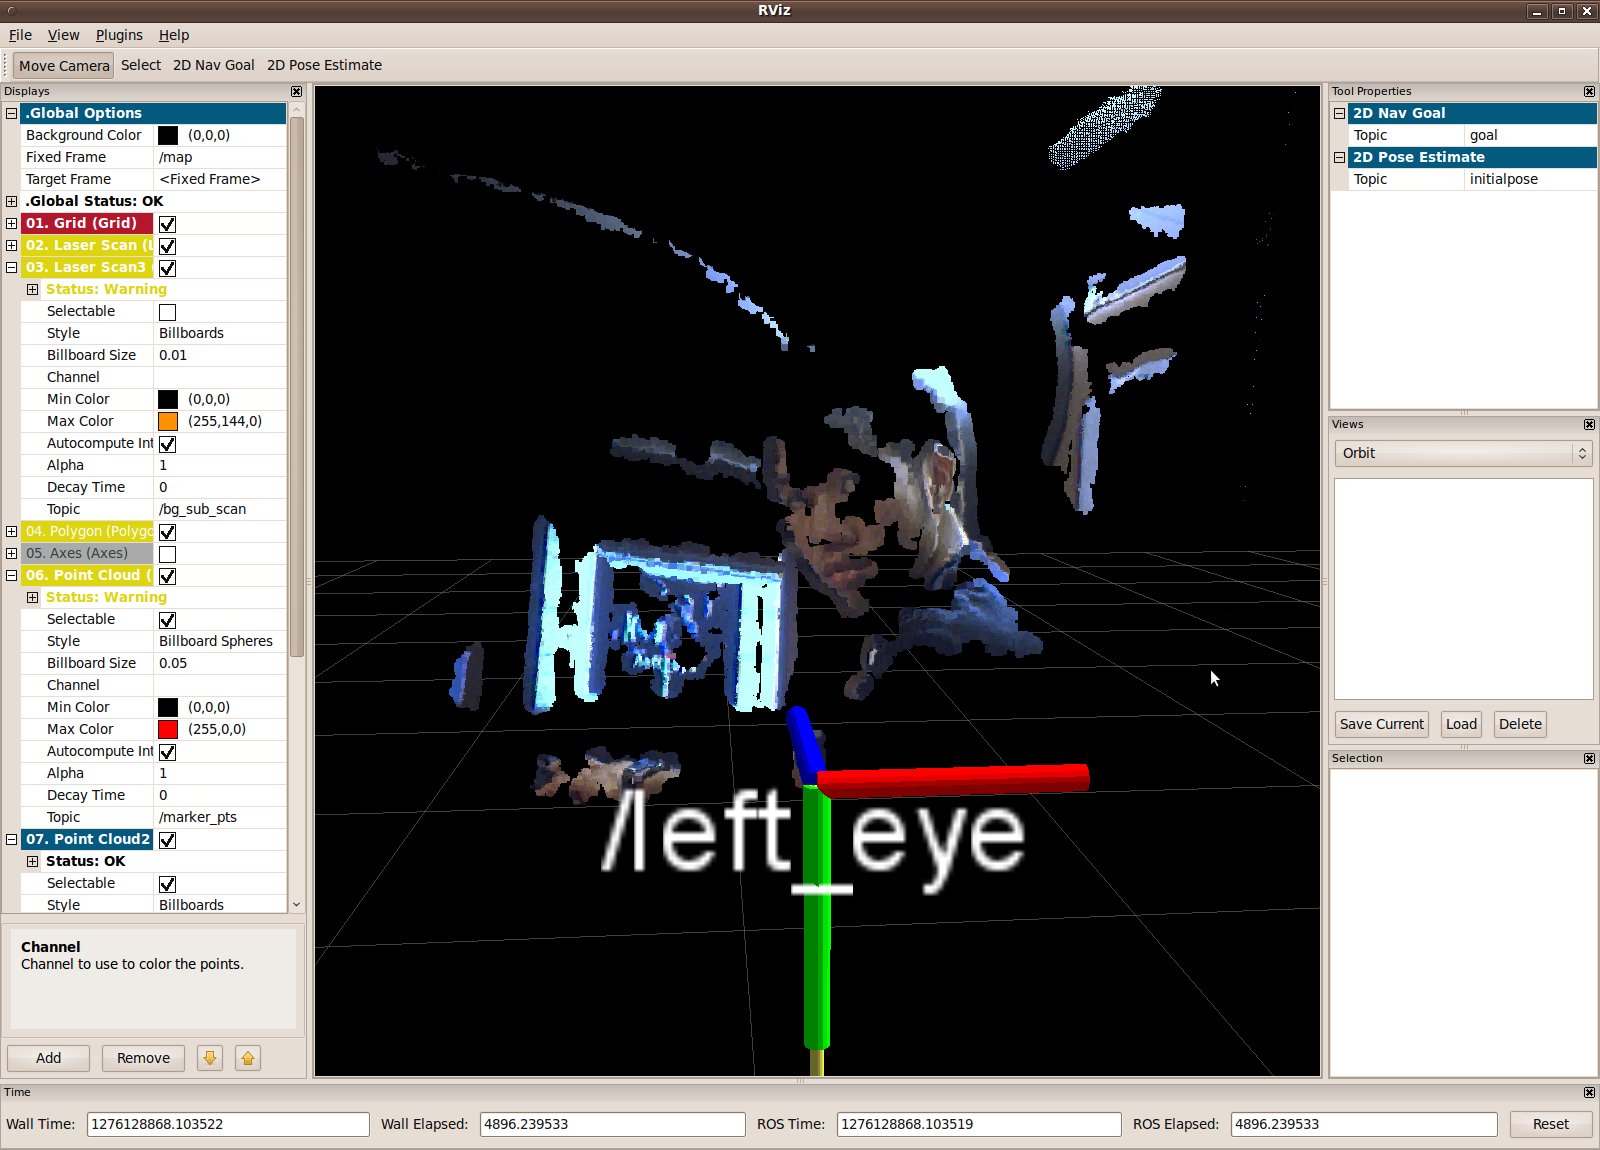 RViz
File View Plugins Help
Move Camera Select 2D Nav Goal 2D Pose Estimate
Displays
.Global Options
Background Color (0,0,0)
Fixed Frame /map
Target Frame <Fixed Frame>
.Global Status: OK
01. Grid (Grid)
02. Laser Scan (L
03. Laser Scan3 (
Status: Warning
Selectable
Style Billboards
Billboard Size 0.01
Channel
Min Color (0,0,0)
Max Color (255,144,0)
Autocompute Int
Alpha 1
Decay Time 0
Topic /bg_sub_scan
04. Polygon (Polygo
05. Axes (Axes)
06. Point Cloud (
Status: Warning
Selectable
Style Billboard Spheres
Billboard Size 0.05
Channel
Min Color (0,0,0)
Max Color (255,0,0)
Autocompute Int
Alpha 1
Decay Time 0
Topic /marker_pts
07. Point Cloud2
Status: OK
Selectable
Style Billboards
Channel
Channel to use to color the points.
Add Remove
/left_eye
Tool Properties
2D Nav Goal
Topic goal
2D Pose Estimate
Topic initialpose
Views
Orbit
Save Current Load Delete
Selection
Time
Wall Time: 1276128868.103522 Wall Elapsed: 4896.239533 ROS Time: 1276128868.103519 ROS Elapsed: 4896.239533 Reset